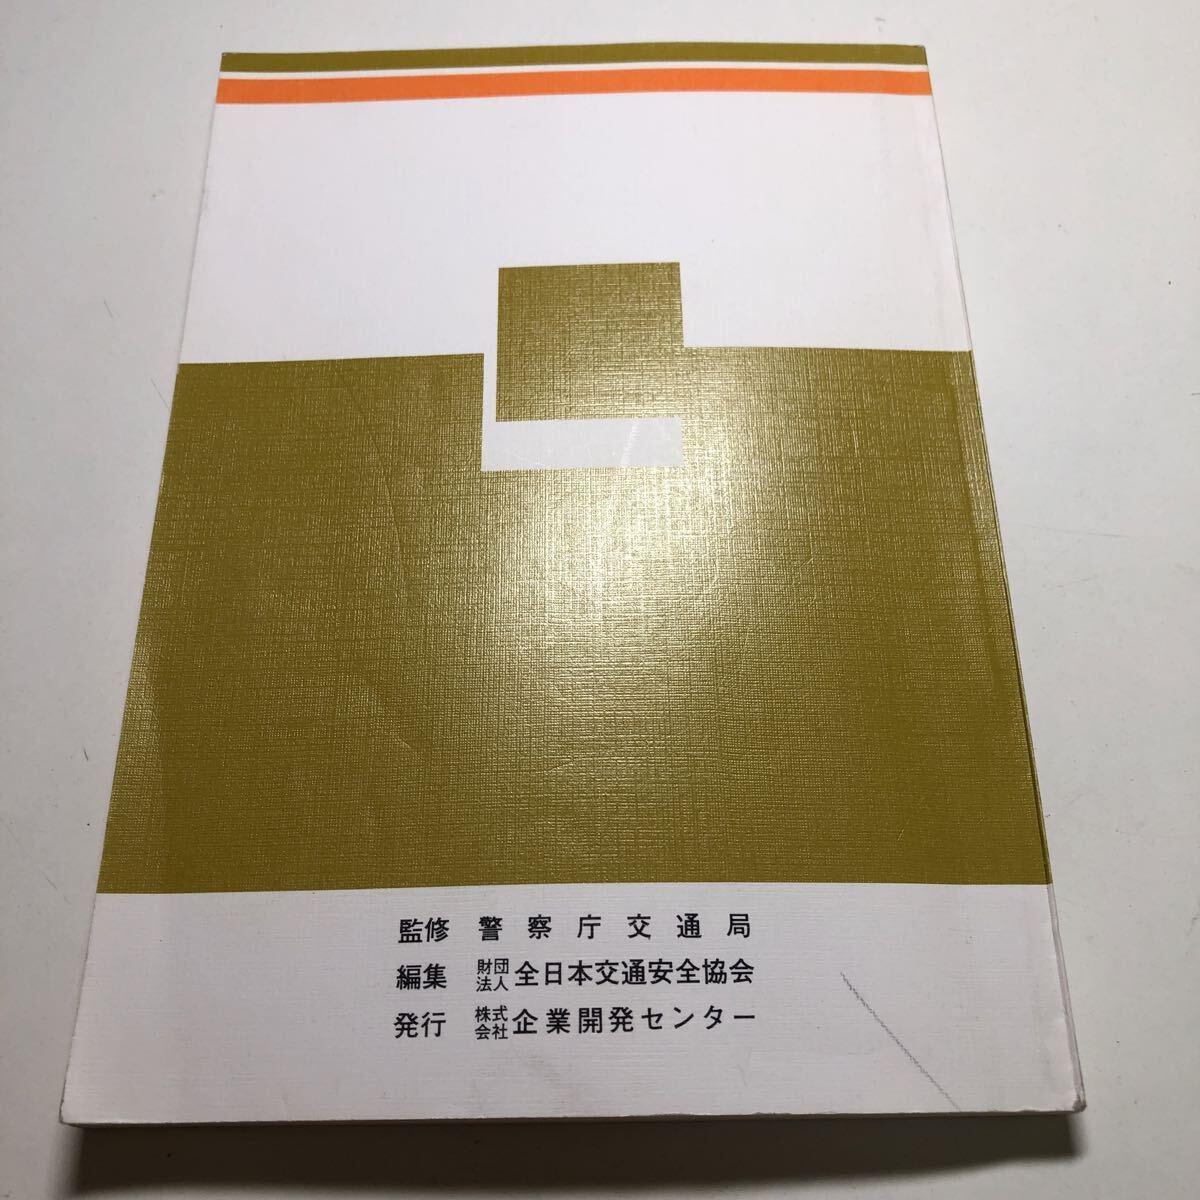 監修 警察庁交通局
編集 財団法人 全日本交通安全協会
発行 株式会社 企業開発センター